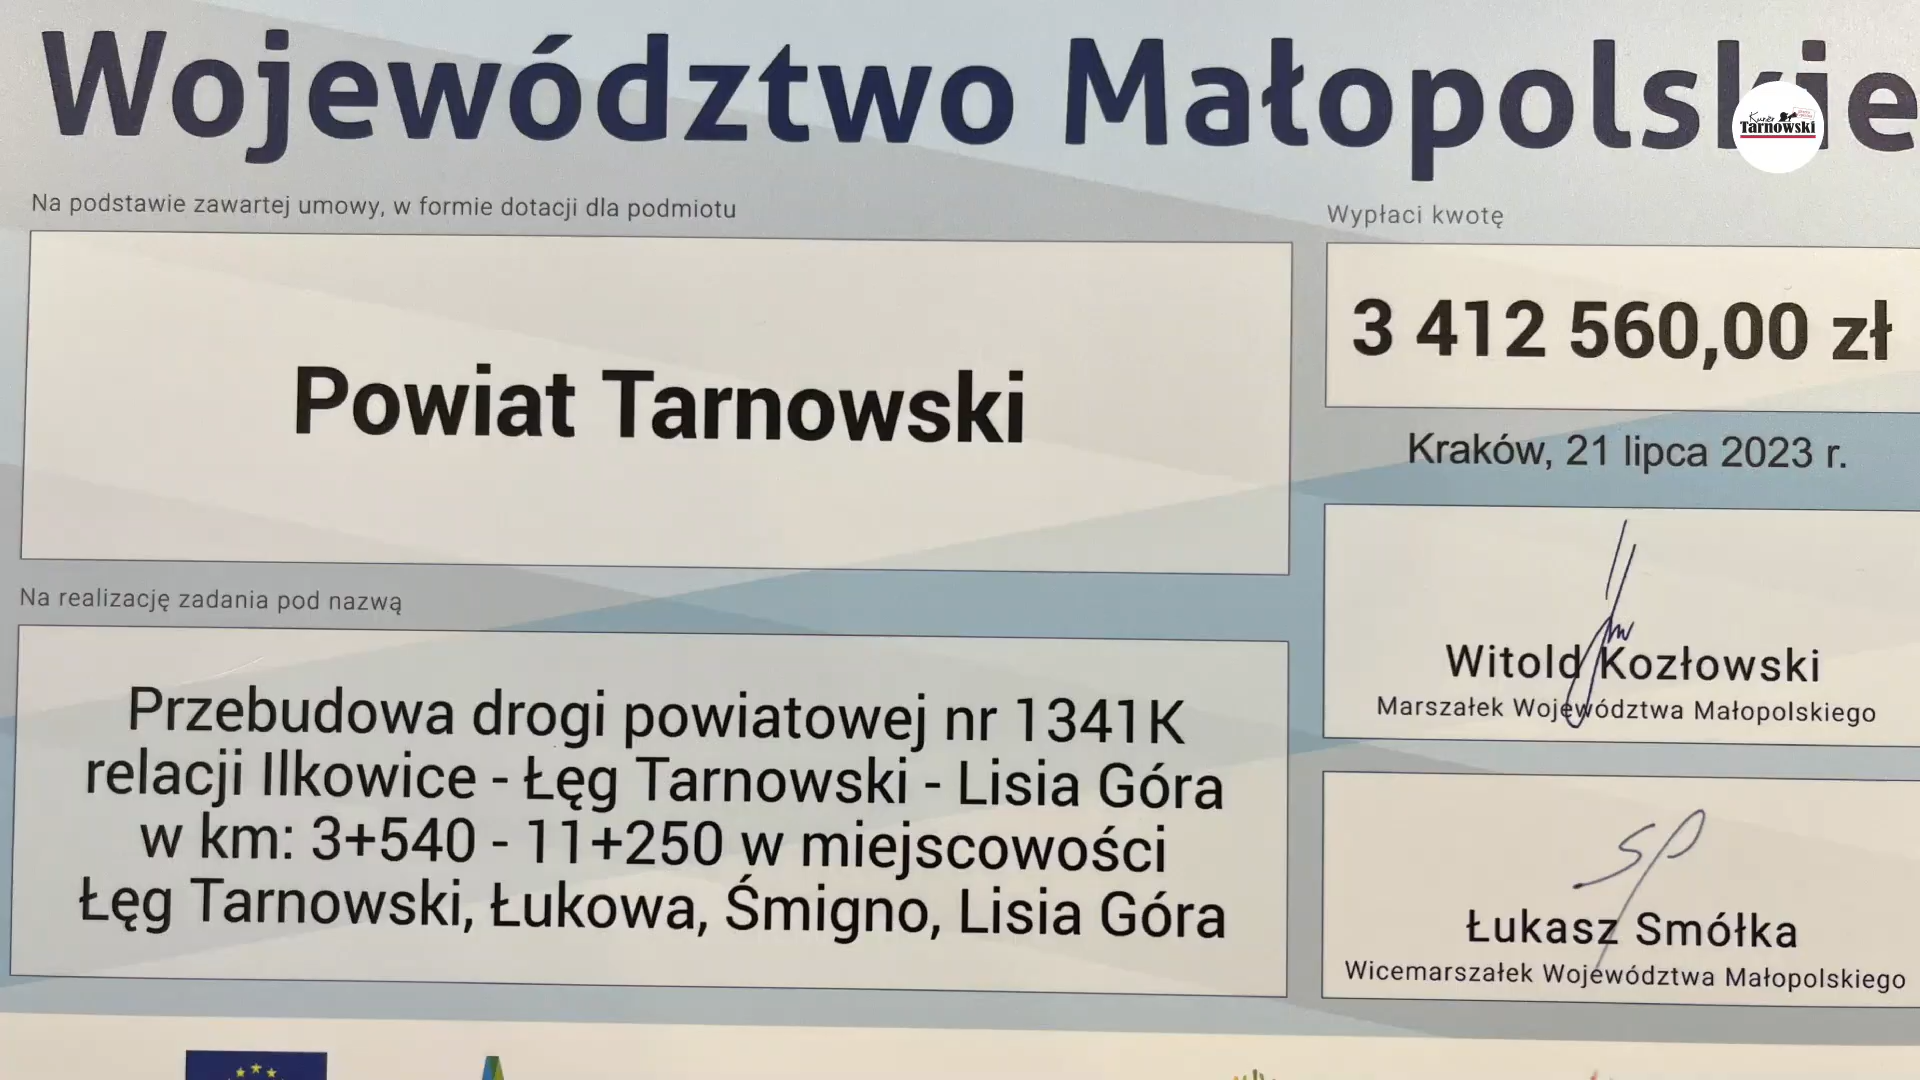 Województwo Małopolskie
Kurier
Tarnowski
Na podstawie zawartej umowy, w formie dotacji dla podmiotu
Powiat Tarnowski
Na realizację zadania pod nazwą
Przebudowa drogi powiatowej nr 1341K
relacji Ilkowice - Łęg Tarnowski - Lisia Góra
w km: 3+540 - 11+250 w miejscowości
Łęg Tarnowski, Łukowa, Śmigno, Lisia Góra
Wypłaci kwotę
3 412 560,00 zł
Kraków, 21 lipca 2023 r.
Witold Kozłowski
Marszałek Województwa Małopolskiego
Łukasz Smółka
Wicemarszałek Województwa Małopolskiego